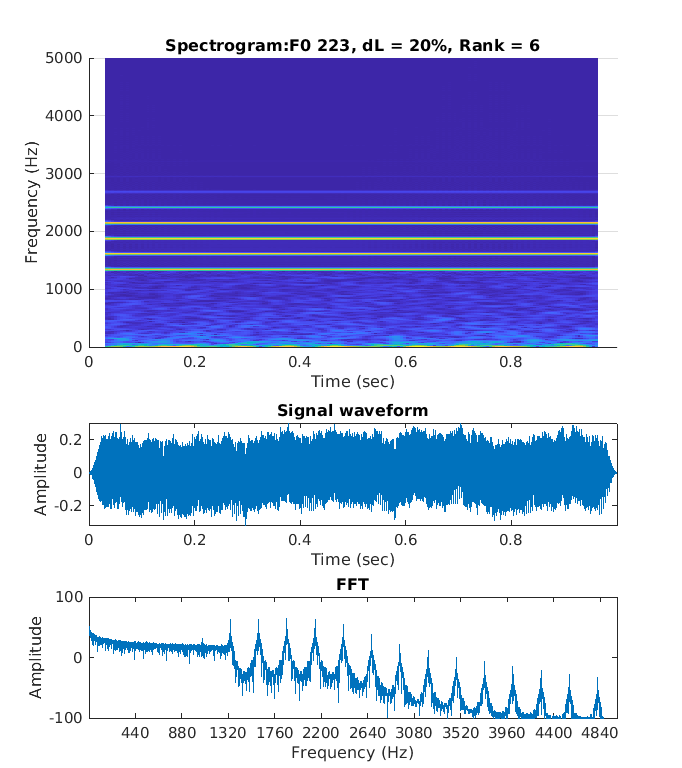 Spectrogram:F0 223, dL = 20%, Rank = 6
5000
4000
3000
2000
1000
0
Frequency (Hz)
0 0.2 0.4 0.6 0.8
Time (sec)
Signal waveform
0.2
0
-0.2
Amplitude
0 0.2 0.4 0.6 0.8
Time (sec)
FFT
100
0
-100
Amplitude
440 880 1320 1760 2200 2640 3080 3520 3960 4400 4840
Frequency (Hz)